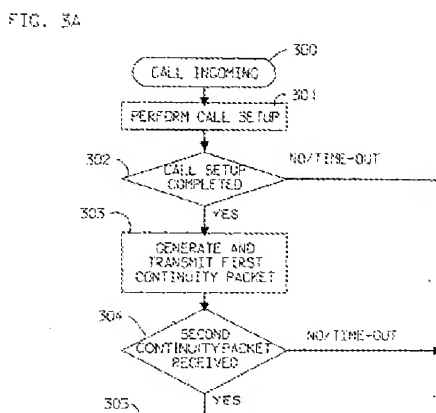 FIG. 3A
300
CALL INCOMING
301
PERFORM CALL SETUP
302
CALL SETUP
COMPLETED
NO/TIME-OUT
YES
303
GENERATE AND
TRANSMIT FIRST
CONTINUITY PACKET
304
SECOND
CONTINUITY PACKET
RECEIVED
NO/TIME-OUT
YES
305